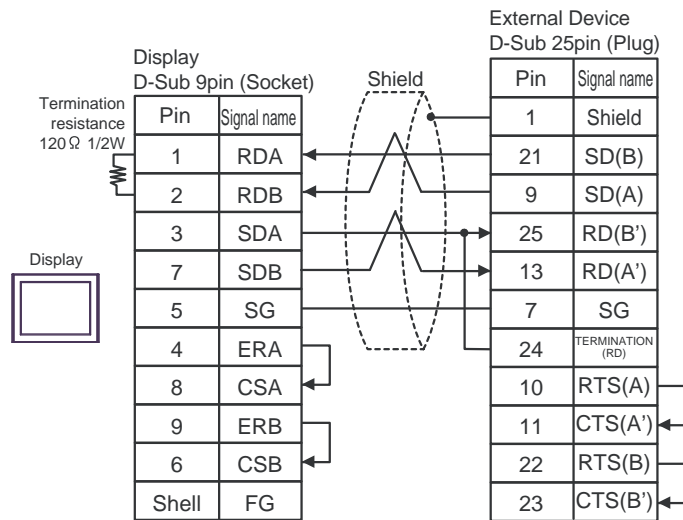 External Device
D-Sub 25pin (Plug)
Display
D-Sub 9pin (Socket)
Shield
Termination
resistance
120Ω 1/2W
Display
Pin Signal name
1 RDA
2 RDB
3 SDA
7 SDB
5 SG
4 ERA
8 CSA
9 ERB
6 CSB
Shell FG
Pin Signal name
1 Shield
21 SD(B)
9 SD(A)
25 RD(B')
13 RD(A')
7 SG
24 TERMINATION
(RD)
10 RTS(A)
11 CTS(A')
22 RTS(B)
23 CTS(B')